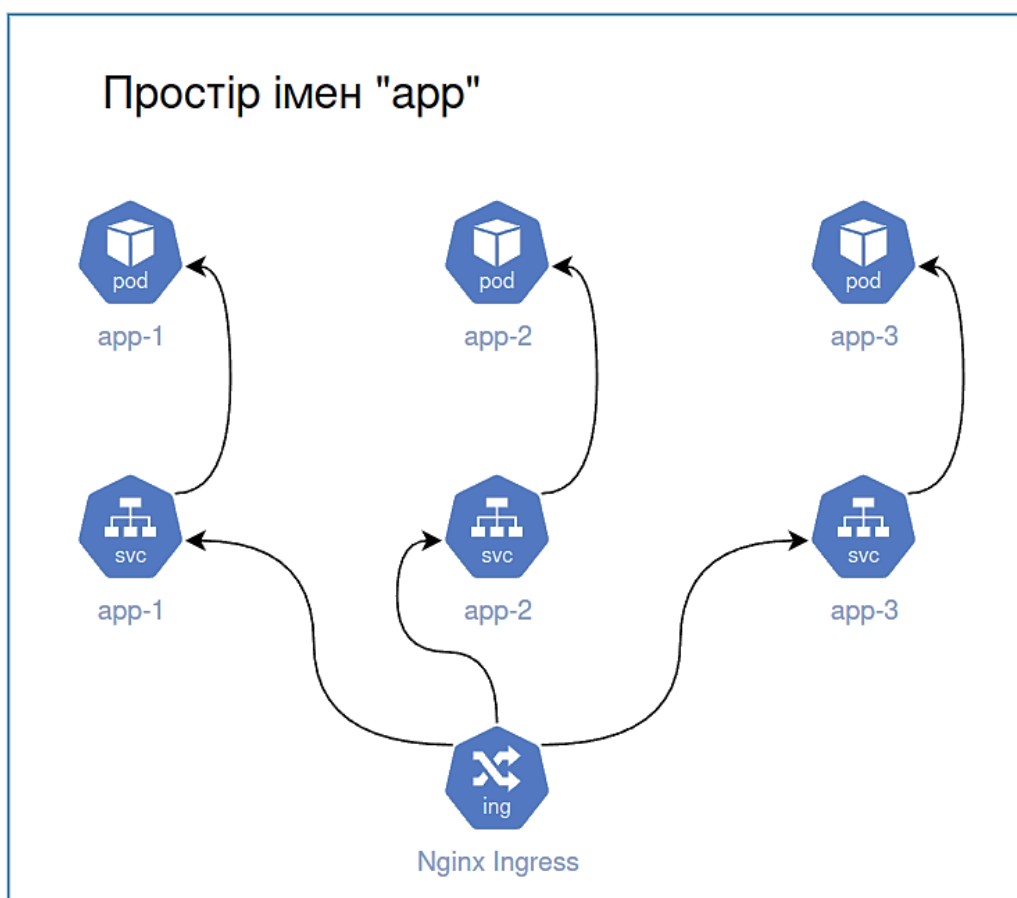 Простір імен "app"
pod
pod
pod
app-1
app-2
app-3
svc
svc
svc
app-1
app-2
app-3
ing
Nginx Ingress